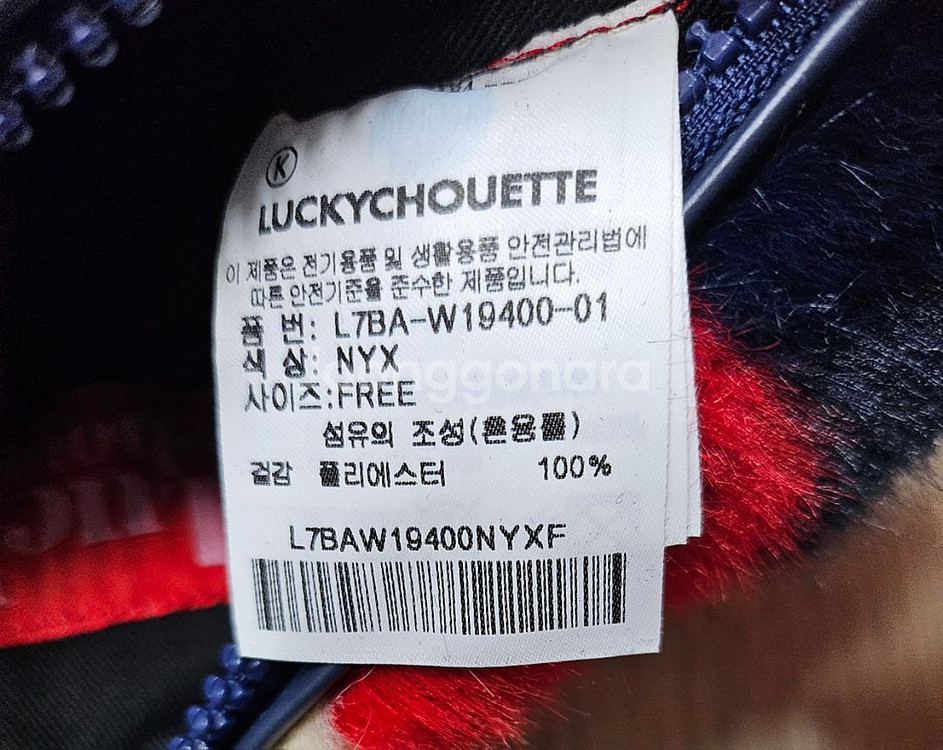 K
LUCKYCHOUETTE
이 제품은 전기용품 및 생활용품 안전관리법에
따른 안전기준을 준수한 제품입니다.
품 번: L7BA-W19400-01
색 상: NYX
사이즈:FREE
섬유의 조성(혼용률)
겉감 폴리에스터 100%
L7BAW19400NYXF